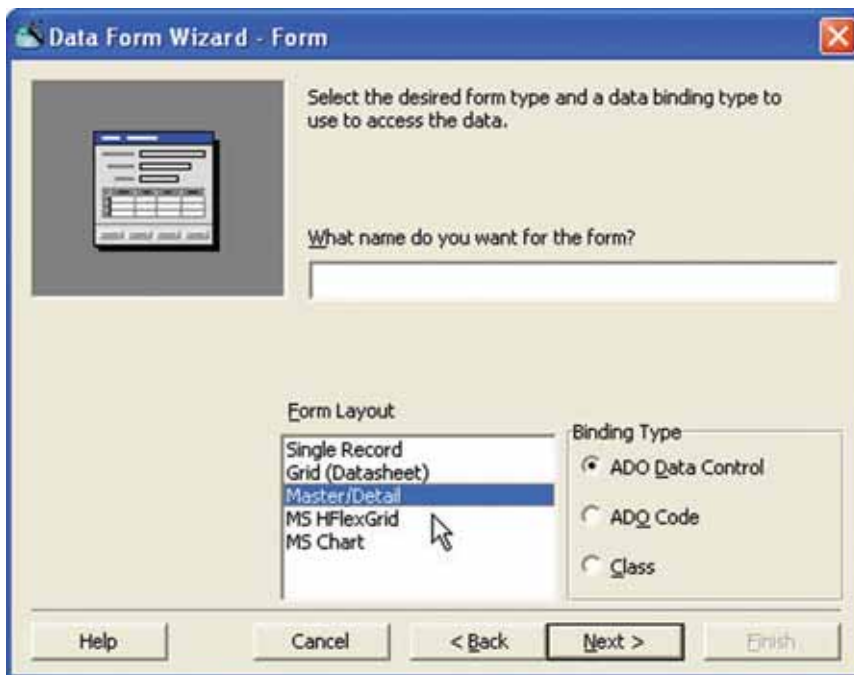 Data Form Wizard - Form
Select the desired form type and a data binding type to
use to access the data.
What name do you want for the form?
Form Layout
Single Record
Grid (Datasheet)
Master/Detail
MS HFlexGrid
MS Chart
Binding Type
ADO Data Control
ADO Code
Class
Help
Cancel
< Back
Next >
Finish